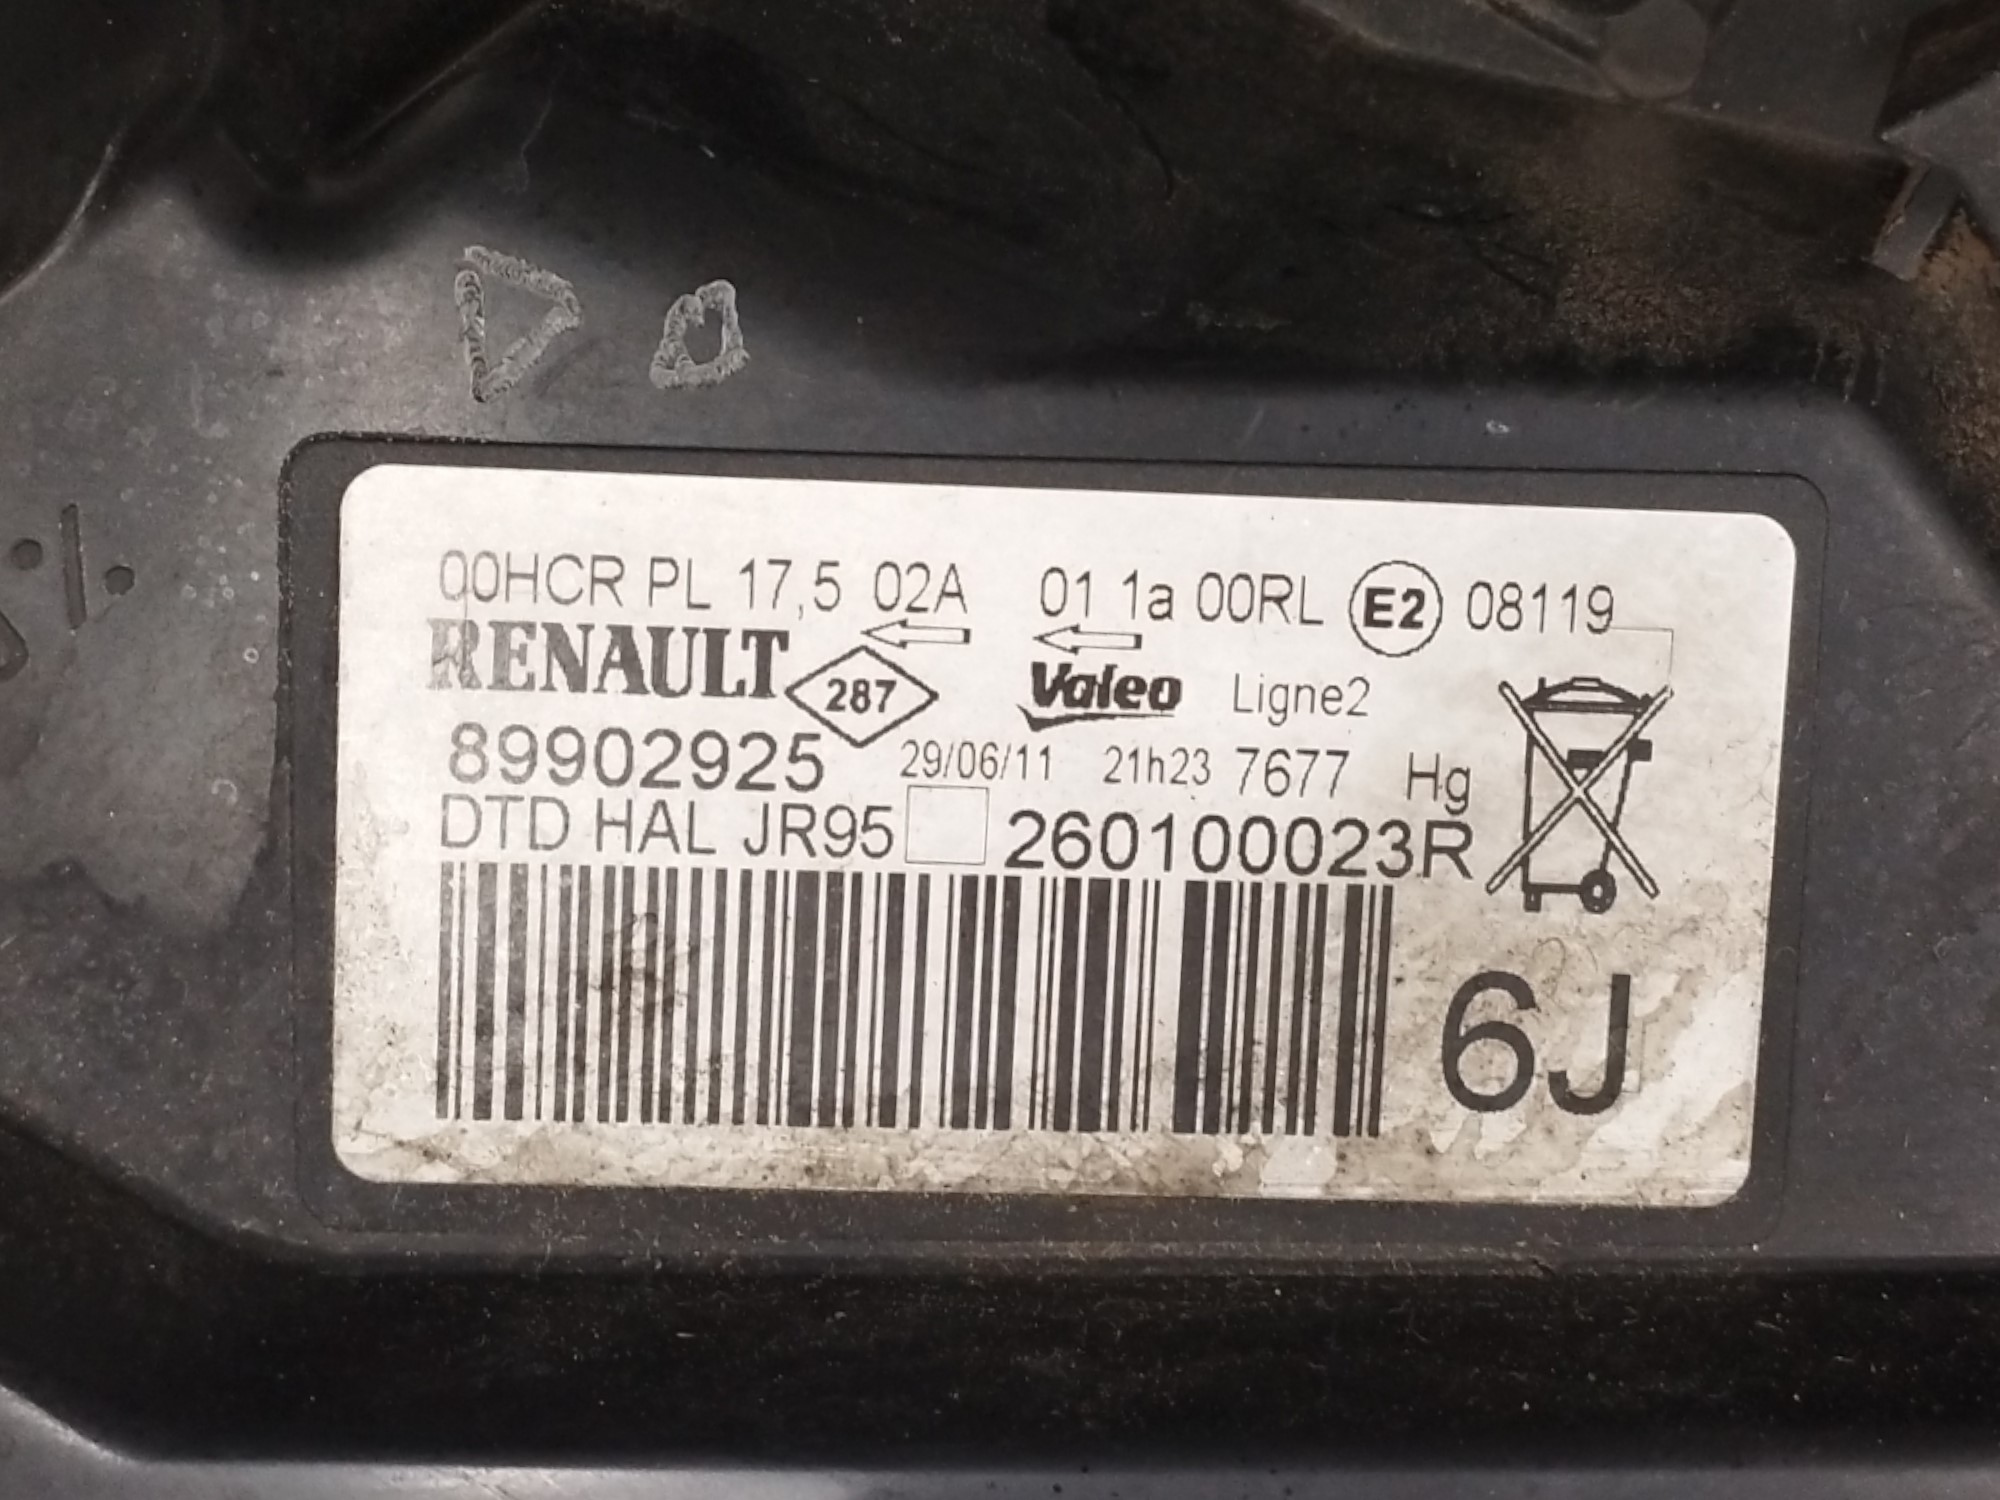 DO
00HCR PL 17,5 02A 01 1a 00RL E2 08119
RENAULT 287 Valeo Ligne2
89902925 29/06/11 21h23 7677 Hg
DTD HAL JR95 260100023R
6J